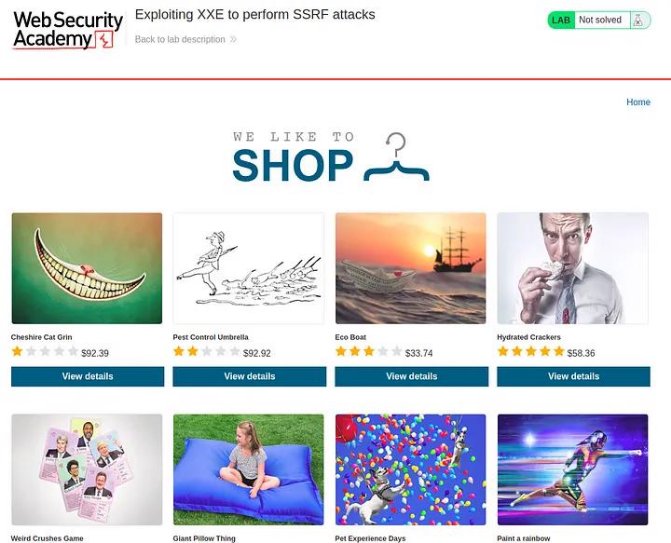 Web Security
Academy
Exploiting XXE to perform SSRF attacks
Back to lab description »
LAB Not solved
Home
WE LIKE TO
SHOP
Cheshire Cat Grin
$92.39
View details
Pest Control Umbrella
$92.92
View details
Eco Boat
$33.74
View details
Hydrated Crackers
$58.36
View details
Weird Crushes Game
Giant Pillow Thing
Pet Experience Days
Paint a rainbow